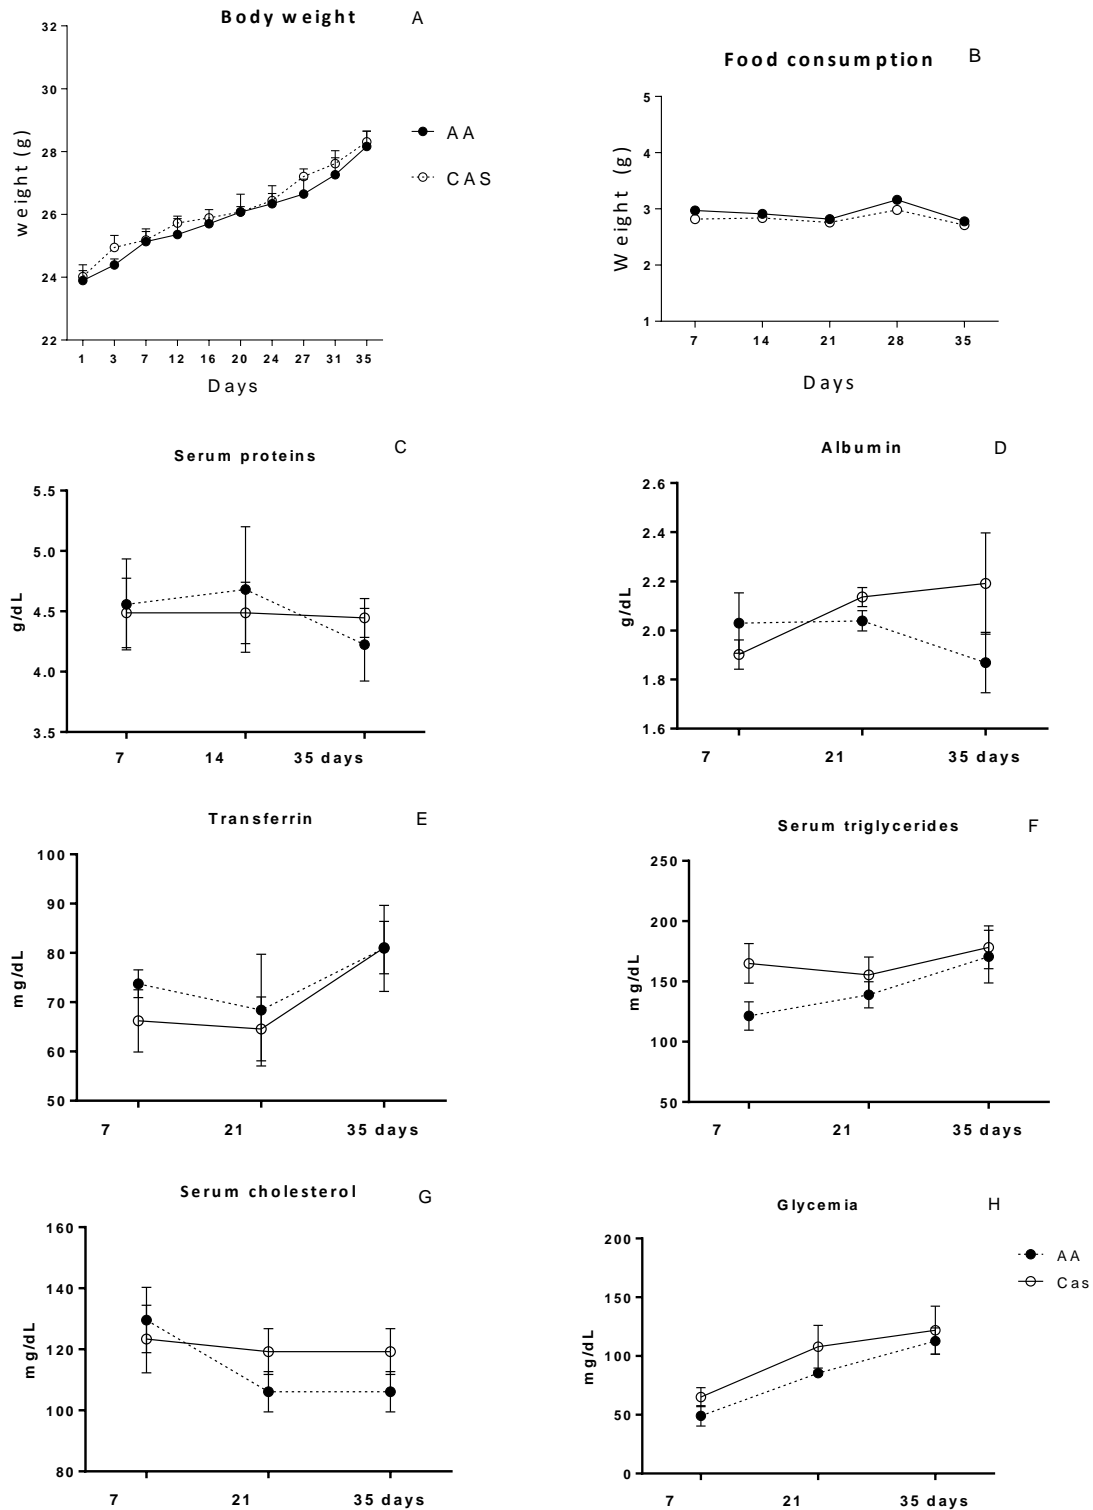 Body weight A
32
30
28
26
24
22
weight (g)
1 3 7 12 16 20 24 27 31 35
Days
AA
CAS
Food consumption B
5
4
3
2
1
Weight (g)
7 14 21 28 35
Days
Serum proteins C
5.5
5.0
4.5
4.0
3.5
g/dL
7 14 35 days
Albumin D
2.6
2.4
2.2
2.0
1.8
1.6
g/dL
7 21 35 days
Transferrin E
100
90
80
70
60
50
mg/dL
7 21 35 days
Serum triglycerides F
250
200
150
100
50
mg/dL
7 21 35 days
Serum cholesterol G
160
140
120
100
80
mg/dL
7 21 35 days
Glycemia H
200
150
100
50
0
mg/dL
7 21 35 days
AA
Cas